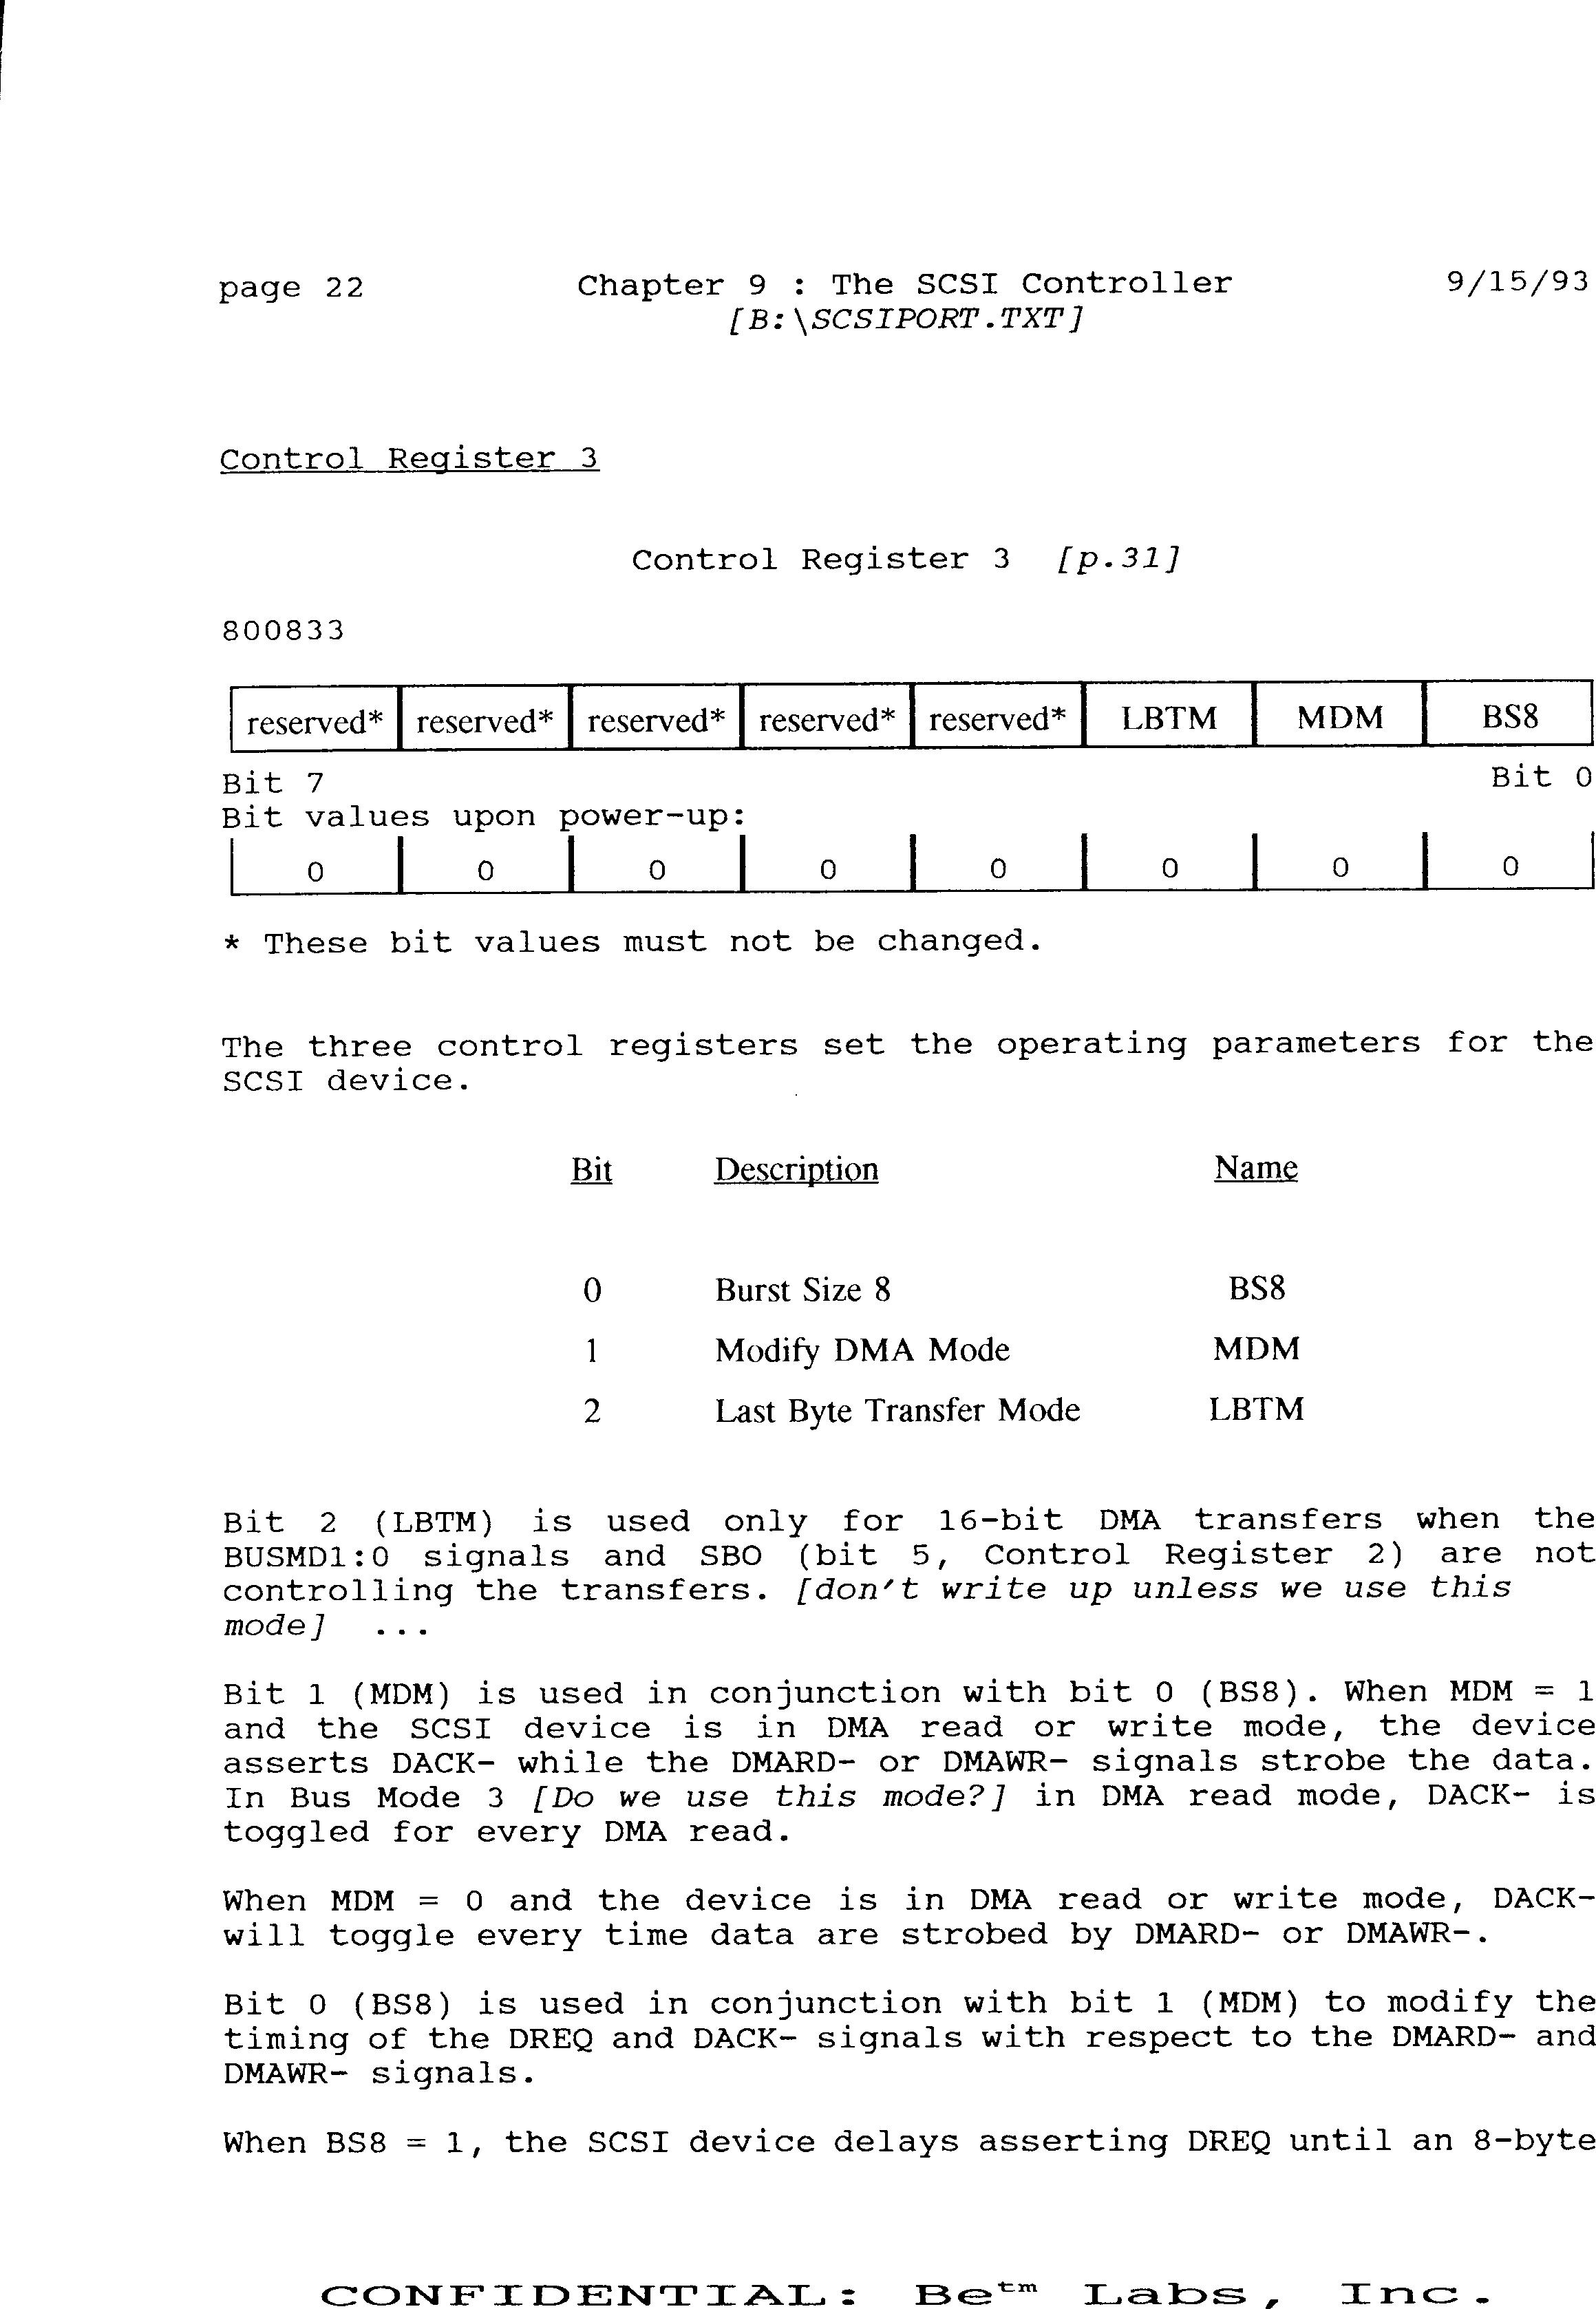 page 22 Chapter 9 : The SCSI Controller 9/15/93
[B:\SCSIPORT.TXT]
Control Register 3
Control Register 3 [p.31]
800833
reserved* reserved* reserved* reserved* reserved* LBTM MDM BS8
Bit 7 Bit 0
Bit values upon power-up:
0 0 0 0 0 0 0 0
* These bit values must not be changed.
The three control registers set the operating parameters for the
SCSI device.
Bit Description Name
0 Burst Size 8 BS8
1 Modify DMA Mode MDM
2 Last Byte Transfer Mode LBTM
Bit 2 (LBTM) is used only for 16-bit DMA transfers when the
BUSMD1:0 signals and SBO (bit 5, Control Register 2) are not
controlling the transfers. [don't write up unless we use this
mode] ...
Bit 1 (MDM) is used in conjunction with bit 0 (BS8). When MDM = 1
and the SCSI device is in DMA read or write mode, the device
asserts DACK- while the DMARD- or DMAWR- signals strobe the data.
In Bus Mode 3 [Do we use this mode?] in DMA read mode, DACK- is
toggled for every DMA read.
When MDM = 0 and the device is in DMA read or write mode, DACK-
will toggle every time data are strobed by DMARD- or DMAWR-.
Bit 0 (BS8) is used in conjunction with bit 1 (MDM) to modify the
timing of the DREQ and DACK- signals with respect to the DMARD- and
DMAWR- signals.
When BS8 = 1, the SCSI device delays asserting DREQ until an 8-byte
CONFIDENTIAL: Be™ Labs, Inc.